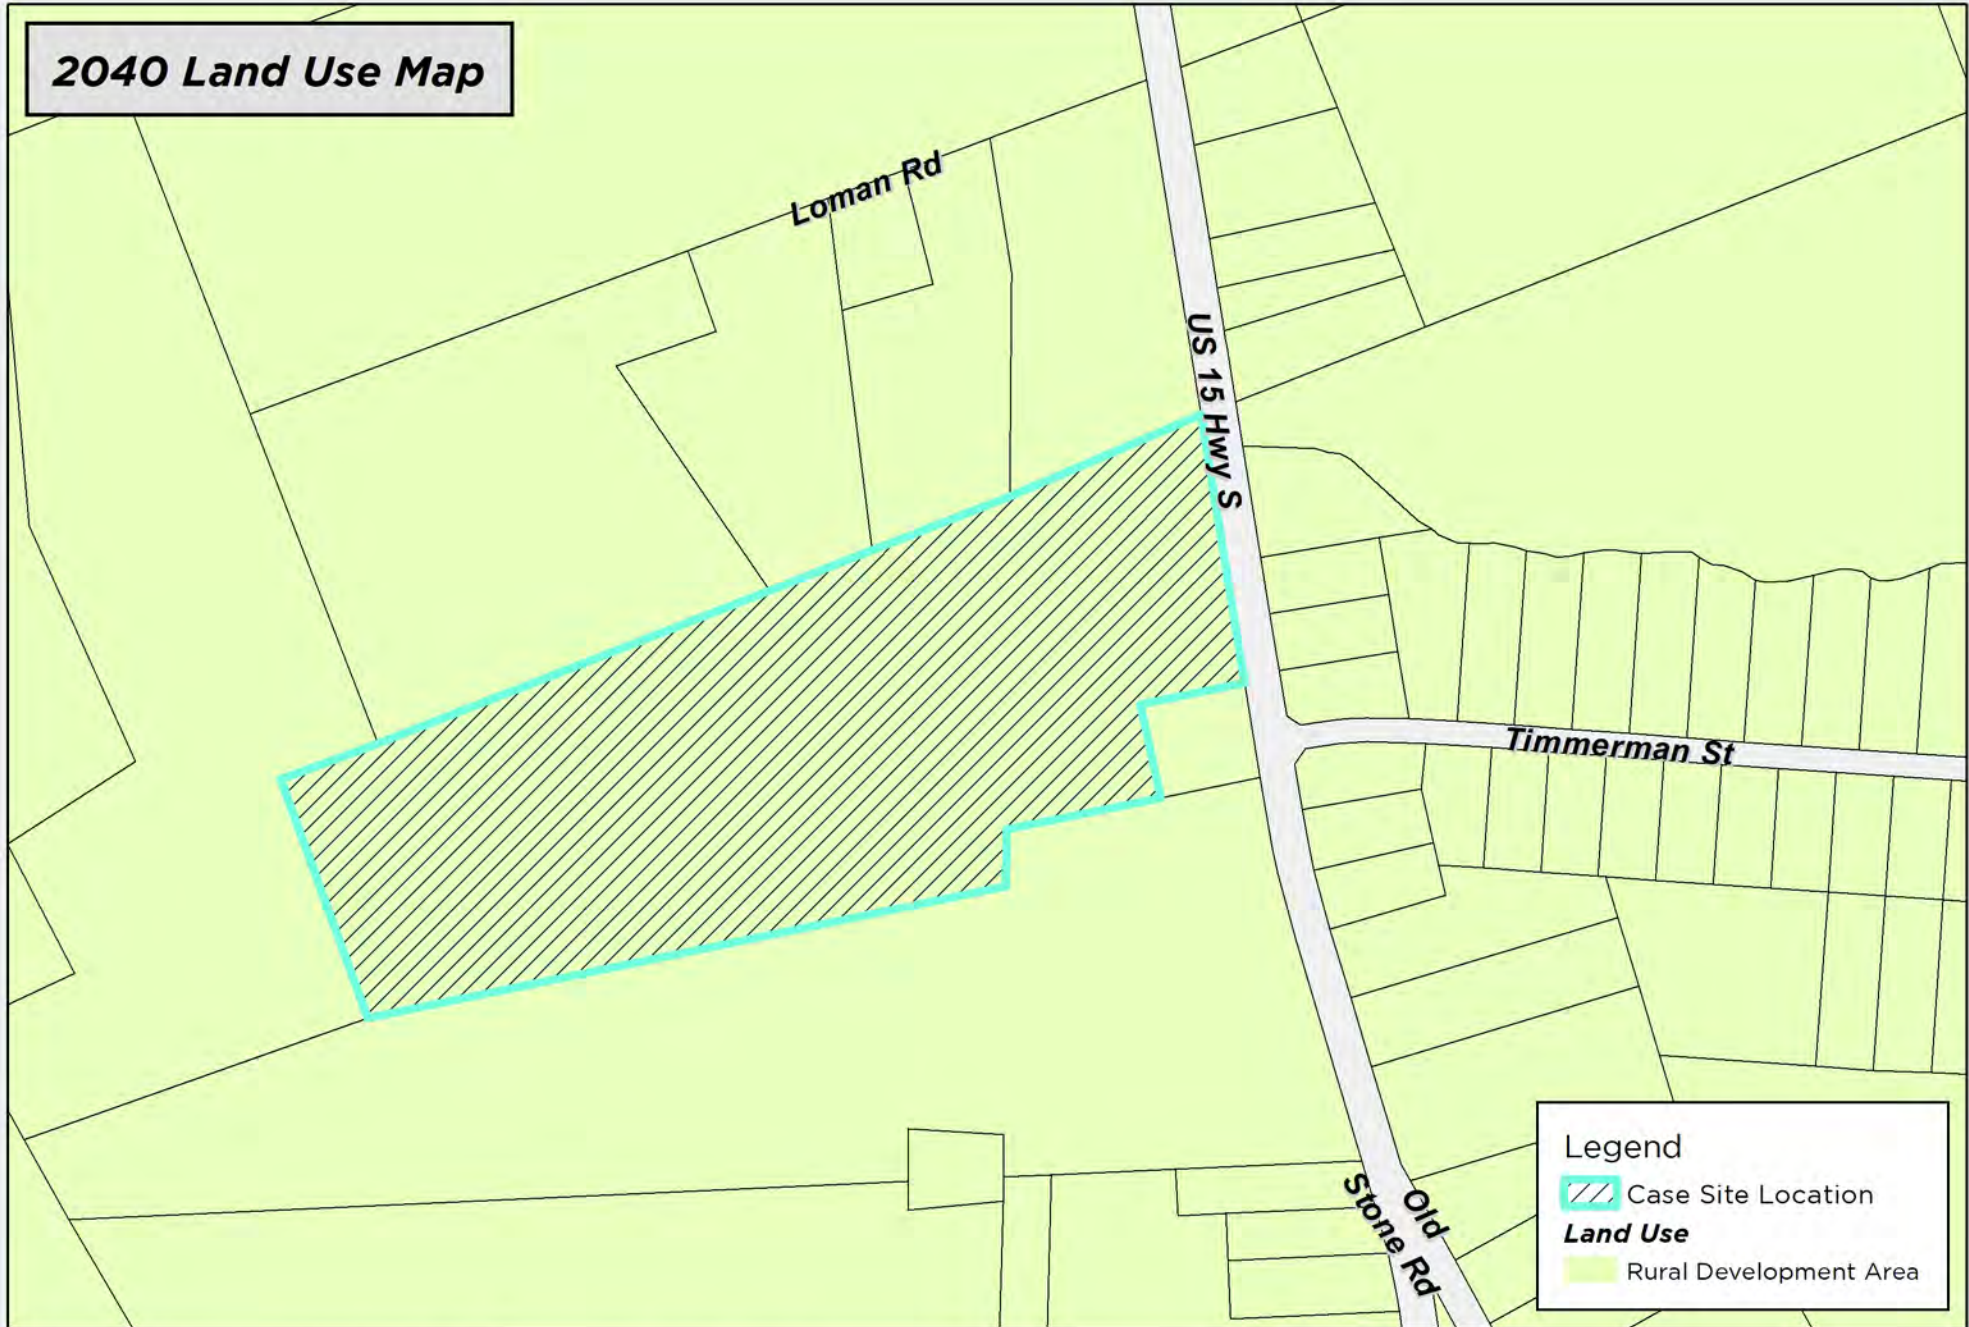 2040 Land Use Map
Loman Rd
US 15 Hwy S
Timmerman St
Old
Stone Rd
Legend
Case Site Location
Land Use
Rural Development Area